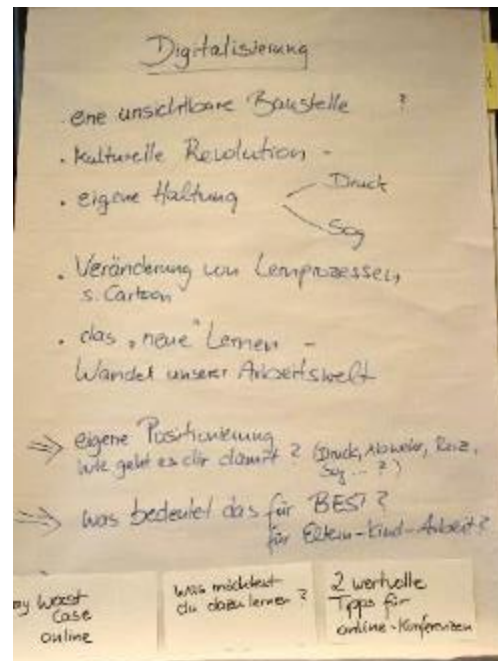 Digitalisierung
• eine unsichtbare Baustelle ?
• kulturelle Revolution -
• eigene Haltung
Druck
Sog
• Veränderung von Lernprozessen,
s. Cartoon
• das "neue" Lernen -
Wandel unserer Arbeitswelt
⇒ eigene Positionierung
wie geht es dir damit? (Druck, Abwehr, Reiz,
Sog ... ?)
⇒ was bedeutet das für BEST?
für Eltern-Kind-Arbeit?
my worst
case
online
Was möchtest
du dazu lernen?
2 wertvolle
Tipps für
online-Konferenzen